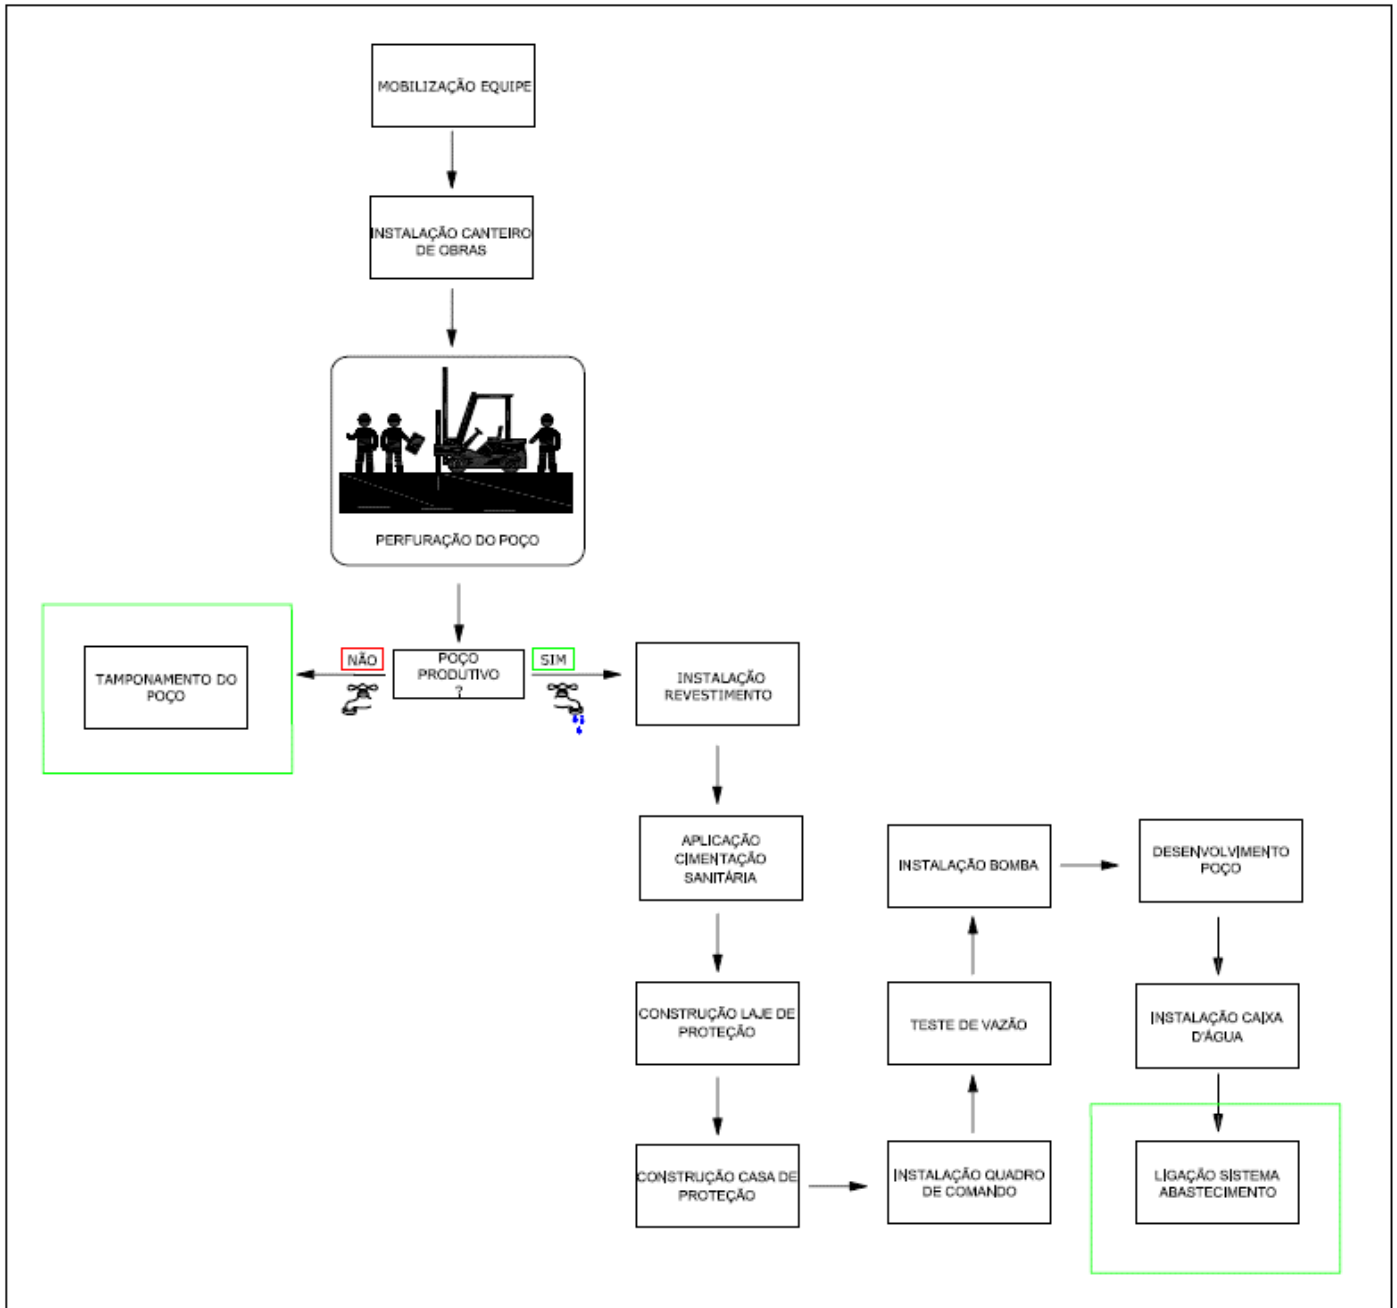 MOBILIZAÇÃO EQUIPE
INSTALAÇÃO CANTEIRO
DE OBRAS
PERFURAÇÃO DO POÇO
TAMPONAMENTO DO
POÇO
NÃO
POÇO
PRODUTIVO
?
SIM
INSTALAÇÃO
REVESTIMENTO
APLICAÇÃO
CIMENTAÇÃO
SANITÁRIA
CONSTRUÇÃO LAJE DE
PROTEÇÃO
CONSTRUÇÃO CASA DE
PROTEÇÃO
INSTALAÇÃO QUADRO
DE COMANDO
TESTE DE VAZÃO
INSTALAÇÃO BOMBA
DESENVOLVIMENTO
POÇO
INSTALAÇÃO CAIXA
D'ÁGUA
LIGAÇÃO SISTEMA
ABASTECIMENTO